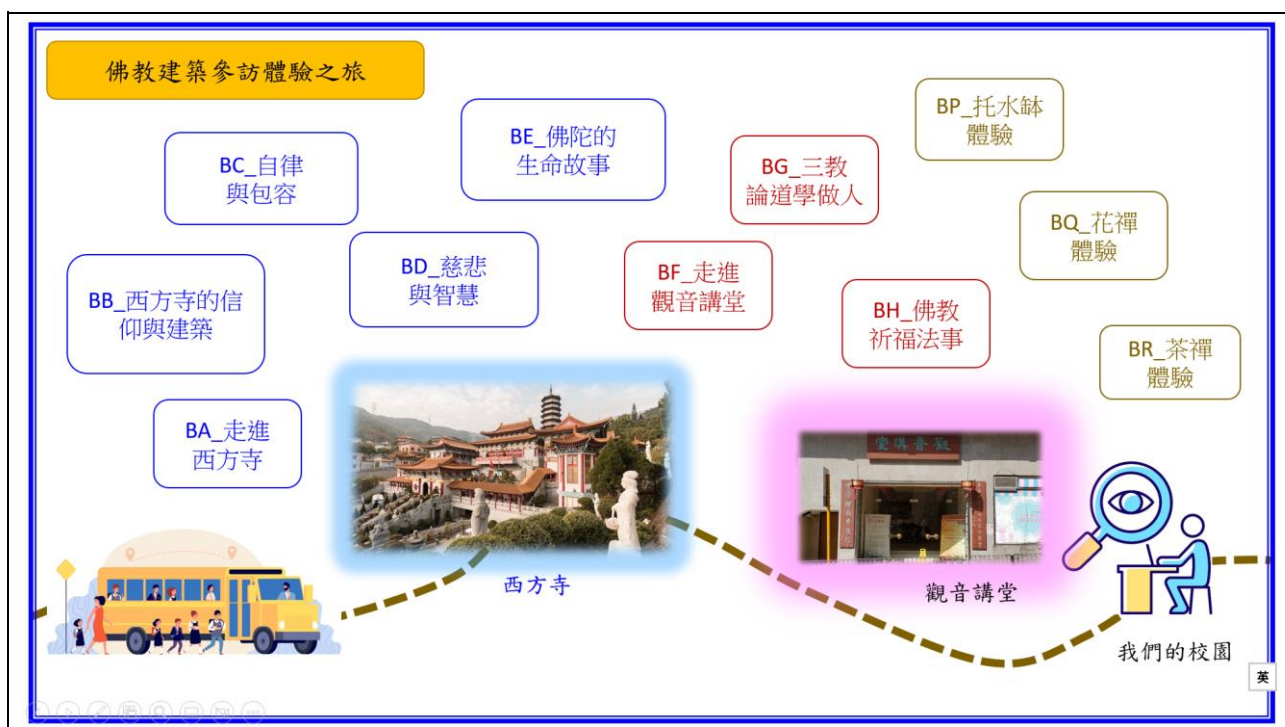 佛教建築參訪體驗之旅
BP_托水缽
體驗
BE_佛陀的
生命故事
BC_自律
與包容
BG_三教
論道學做人
BQ_花禪
體驗
BD_慈悲
與智慧
BF_走進
觀音講堂
BB_西方寺的信
仰與建築
BH_佛教
祈福法事
BR_茶禪
體驗
BA_走進
西方寺
堂講音觀
西方寺
觀音講堂
我們的校園
英